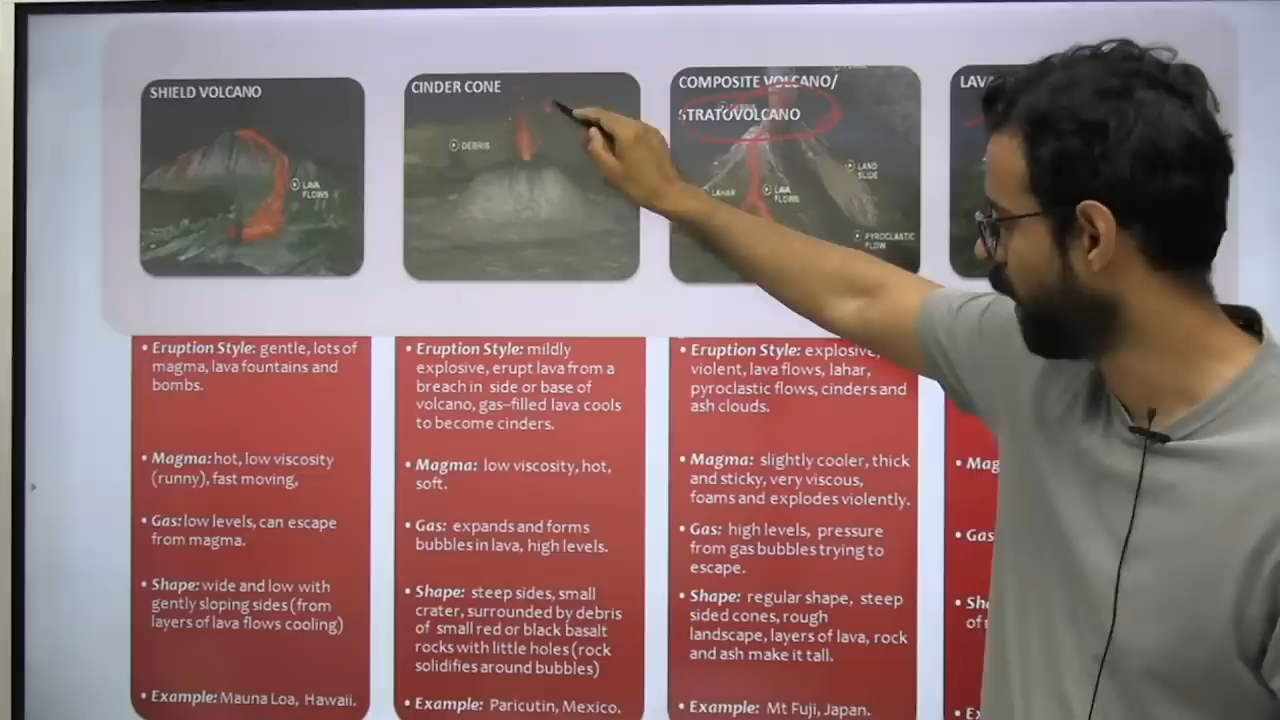 SHIELD VOLCANO
LAVA
FLOWS
CINDER CONE
DEBRIS
COMPOSITE VOLCANO/
STRATOVOLCANO
LAHAR
LAVA
FLOWS
LAND
SLIDE
PYROCLASTIC
FLOW
LAVA
• Eruption Style: gentle, lots of
magma, lava fountains and
bombs.
• Magma: hot, low viscosity
(runny), fast moving,
• Gas: low levels, can escape
from magma.
• Shape: wide and low with
gently sloping sides (from
layers of lava flows cooling)
• Example: Mauna Loa, Hawaii.
• Eruption Style: mildly
explosive, erupt lava from a
breach in side or base of
volcano, gas–filled lava cools
to become cinders.
• Magma: low viscosity, hot,
soft.
• Gas: expands and forms
bubbles in lava, high levels.
• Shape: steep sides, small
crater, surrounded by debris
of small red or black basalt
rocks with little holes (rock
solidifies around bubbles)
• Example: Paricutin, Mexico.
• Eruption Style: explosive,
violent, lava flows, lahar,
pyroclastic flows, cinders and
ash clouds.
• Magma: slightly cooler, thick
and sticky, very viscous,
foams and explodes violently.
• Gas: high levels, pressure
from gas bubbles trying to
escape.
• Shape: regular shape, steep
sided cones, rough
landscape, layers of lava, rock
and ash make it tall.
• Example: Mt Fuji, Japan.
• Mag
• Gas
• Sh
of
• Ex